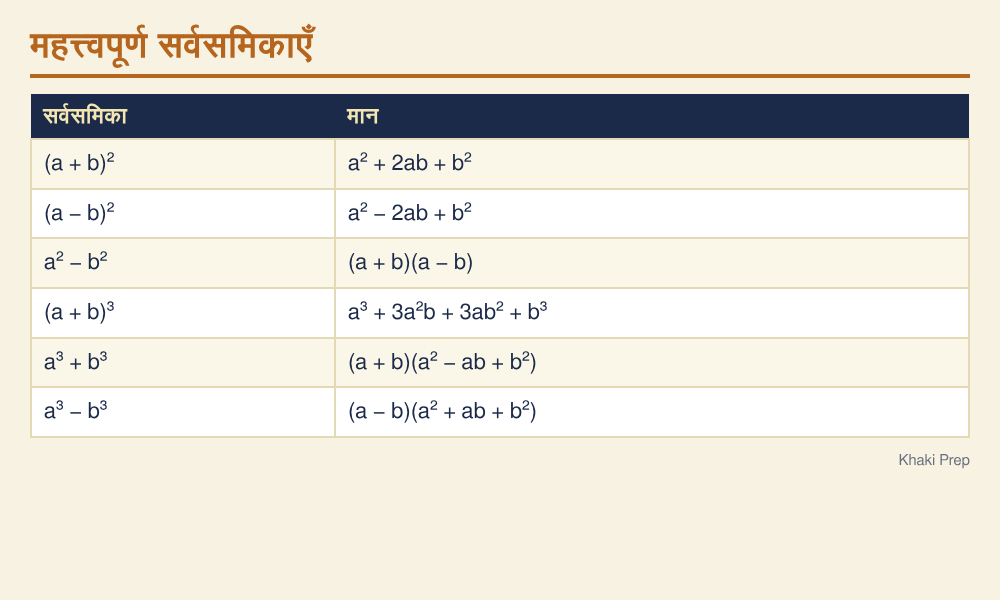 महत्त्वपूर्ण सर्वसमिकाएँ
सर्वसमिका मान
(a + b)² a² + 2ab + b²
(a − b)² a² − 2ab + b²
a² − b² (a + b)(a − b)
(a + b)³ a³ + 3a²b + 3ab² + b³
a³ + b³ (a + b)(a² − ab + b²)
a³ − b³ (a − b)(a² + ab + b²)
Khaki Prep